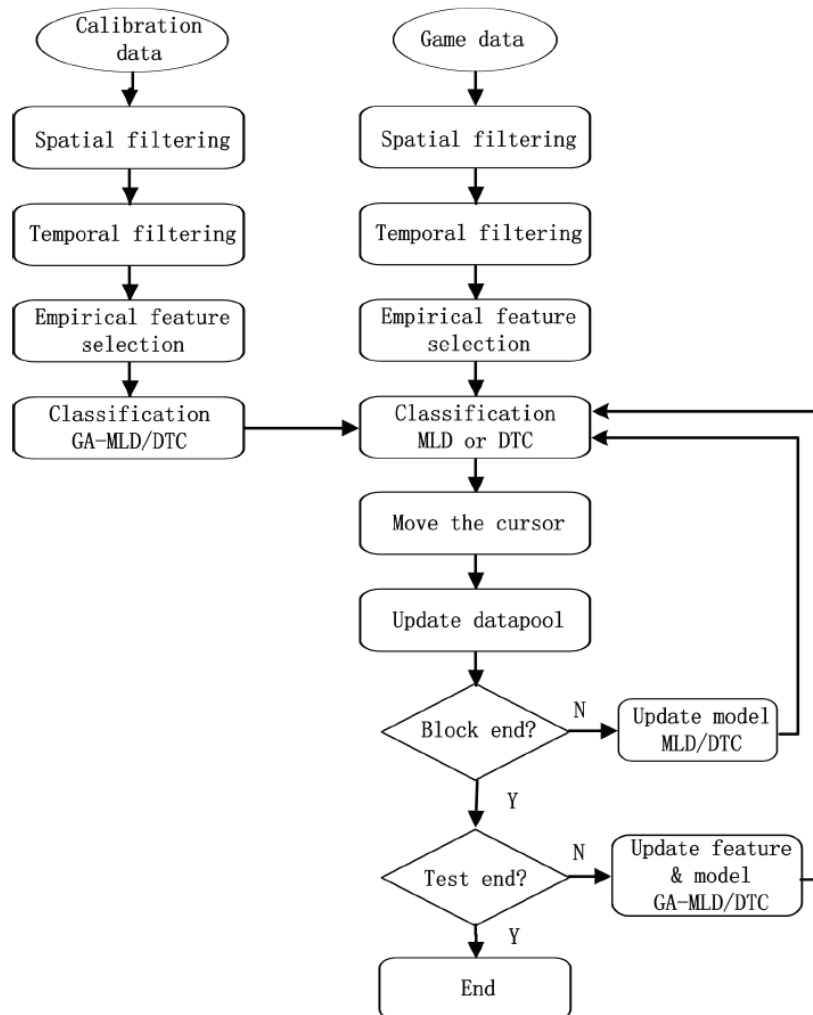 Calibration
data
Spatial filtering
Temporal filtering
Empirical feature
selection
Classification
GA-MLD/DTC
Game data
Spatial filtering
Temporal filtering
Empirical feature
selection
Classification
MLD or DTC
Move the cursor
Update datapool
Block end?
N
Update model
MLD/DTC
Y
Test end?
N
Update feature
& model
GA-MLD/DTC
Y
End